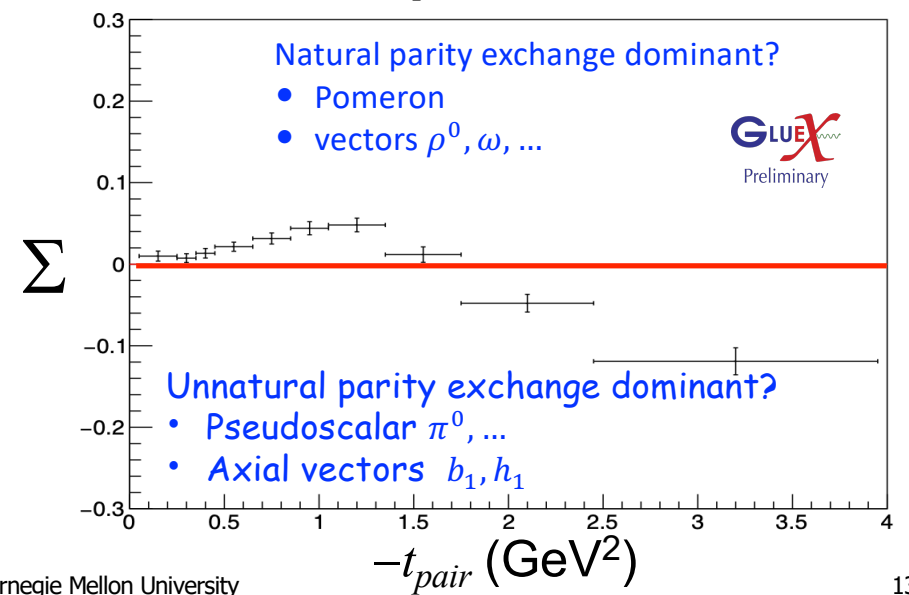 0.3
Natural parity exchange dominant?
• Pomeron
• vectors ρ⁰, ω, ...
GLUEX
Preliminary
0.2
0.1
Σ
0
−0.1
Unnatural parity exchange dominant?
• Pseudoscalar π⁰, ...
• Axial vectors b₁, h₁
−0.2
−0.3
0 0.5 1 1.5 2 2.5 3 3.5 4
−t_pair (GeV²)
rnegie Mellon University 13